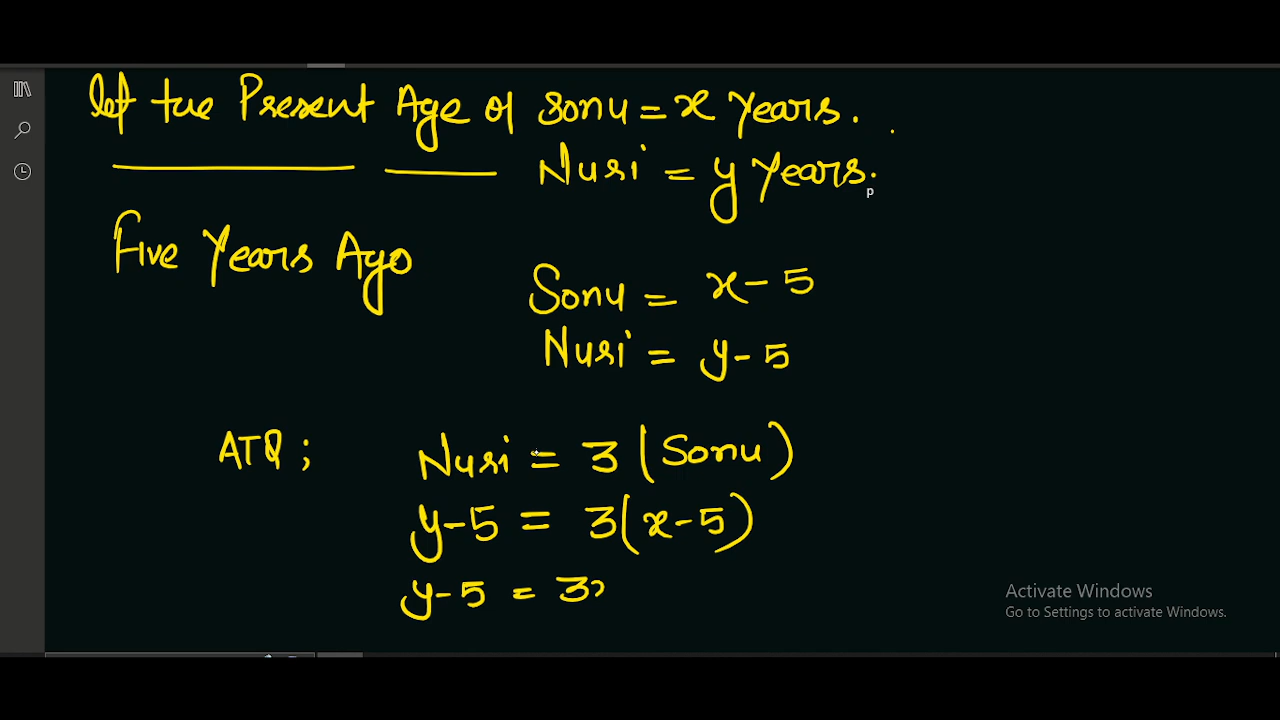 let the Present Age of Sonu = x Years.
Nuri = y Years.
Five Years Ago
Sonu = x - 5
Nuri = y - 5
ATQ ; Nuri = 3 (Sonu)
y - 5 = 3(x - 5)
y - 5 = 3
Activate Windows
Go to Settings to activate Windows.